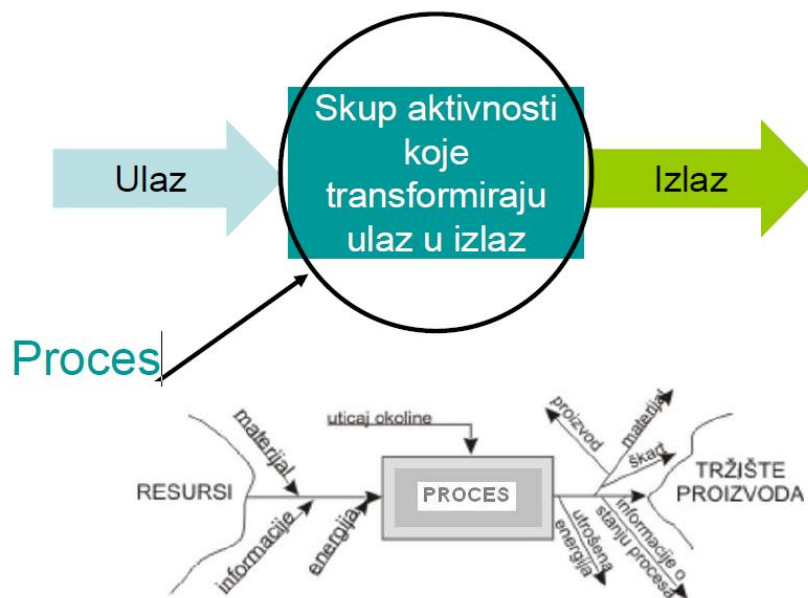 Ulaz
Skup aktivnosti
koje
transformiraju
ulaz u izlaz
Izlaz
Proces
RESURSI
materijal
informacije
energija
uticaj okoline
PROCES
proizvod
materijal
škart
utrošena
energija
informacije o
stanju procesa
TRŽIŠTE
PROIZVODA